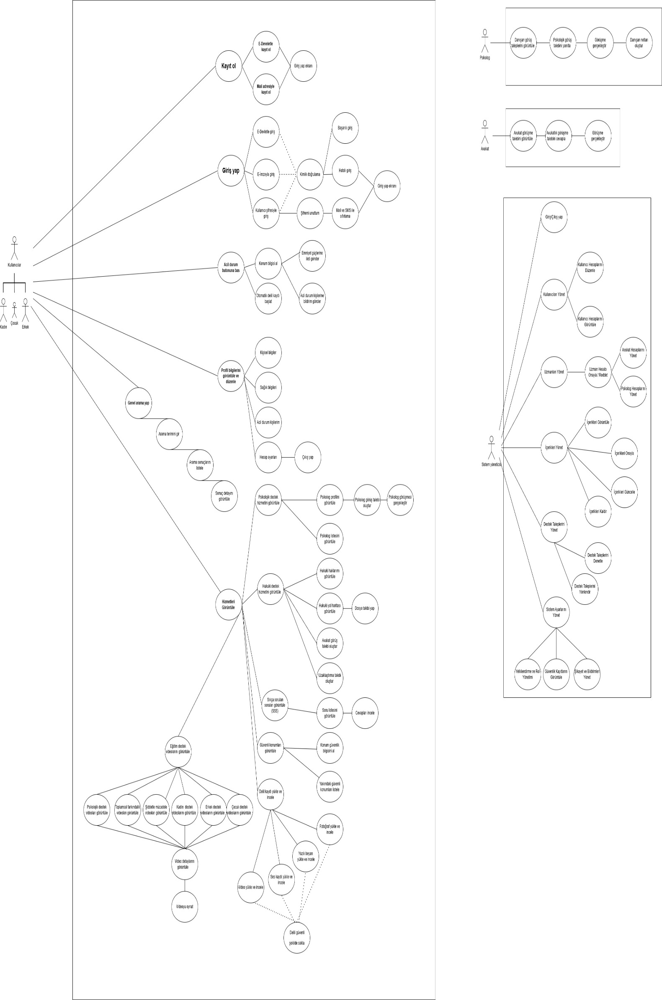 E-Develetle
kayıt ol
Kayıt ol
Giriş yap ekranı
Mail adresiyle
kayıt ol
E-Devletle giriş
Başarılı giriş
Giriş yap
E-İmzayla giriş
Kimlik doğrulama
Hatalı giriş
Giriş yap ekranı
Kullanıcı şifresiyle
giriş
Şifremi unuttum
Mail ve SMS ile
sıfırlama
Kullanıcılar
Kadın
Çocuk
Erkek
Acil durum
butonuna bas
Konum bilgisi al
Emniyet güçlerine
ileti gönder
Otomatik delil kaydı
başlat
Acil durum kişilerine
bildirim gönder
Profil bilgilerini
görüntüle ve
düzenle
Kişisel bilgiler
Sağlık bilgileri
Acil durum kişilerim
Hesap ayarları
Çıkış yap
Genel arama yap
Arama terimini gir
Arama sonuçlarını
listele
Sonuç detayını
görüntüle
Hizmetleri
Görüntüle
Psikolojik destek
hizmetini görüntüle
Psikolog profilini
görüntüle
Psikolog görüş talebi
oluştur
Psikolog görüşmesi
gerçekleştir
Psikolog listesini
görüntüle
Hukuki destek
hizmetini görüntüle
Hukuki haklarımı
görüntüle
Hukuki yol haritası
görüntüle
Dosya takibi yap
Avukat görüş
talebi oluştur
Uzaklaştırma talebi
oluştur
Sıkça sorulan
soruları görüntüle
(SSS)
Soru listesini
görüntüle
Cevapları incele
Güvenli konumları
görüntüle
Konum güvenlik
bilgisini al
Yakındaki güvenli
konumları listele
Delil kaydı yükle ve
incele
Fotoğraf yükle ve
incele
Yazılı beyan
yükle ve incele
Ses kaydı yükle ve
incele
Video yükle ve incele
Delili güvenli
şekilde sakla
Eğitim destek
videolarını görüntüle
Psikolojik destek
videoları görüntüle
Toplumsal farkındalık
videoları görüntüle
Şiddetle mücadele
videoları görüntüle
Kadın  destek
videolarını görüntüle
Erkek destek
videolarını görüntüle
Çocuk destek
videolarını görüntüle
Video detaylarını
görüntüle
Videoyu oynat
Psikolog
Danışan görüş
taleplerini görüntüle
Psikolojik görüş
talebini yanıtla
Görüşme
gerçekleştir
Danışan notları
oluştur
Avukat
Avukat görüşme
talebini görüntüle
Avukatlık görüşme
talebini cevapla
Görüşme
gerçekleştir
Sistem yöneticisi
Giriş/Çıkış yap
Kullanıcıları Yönet
Kullanıcı Hesaplarını
Düzenle
Kullanıcı Hesaplarını
Görüntüle
Uzmanları Yönet
Uzman Hesabı
Onayla / Reddet
Avukat Hesaplarını
Yönet
Psikolog Hesaplarını
Yönet
İçerikleri Yönet
İçerikleri Görüntüle
İçerikleri Onayla
İçerikleri Güncelle
İçerikleri Kaldır
Destek Taleplerini
Yönet
Destek Taleplerini
Denetle
Destek Taleplerini
Yönlendir
Sistem Ayarlarını
Yönet
Yetkilendirme ve Rol
Yönetimi
Güvenlik Kayıtlarını
Görüntüle
Şikayet ve Bildirimleri
Yönet